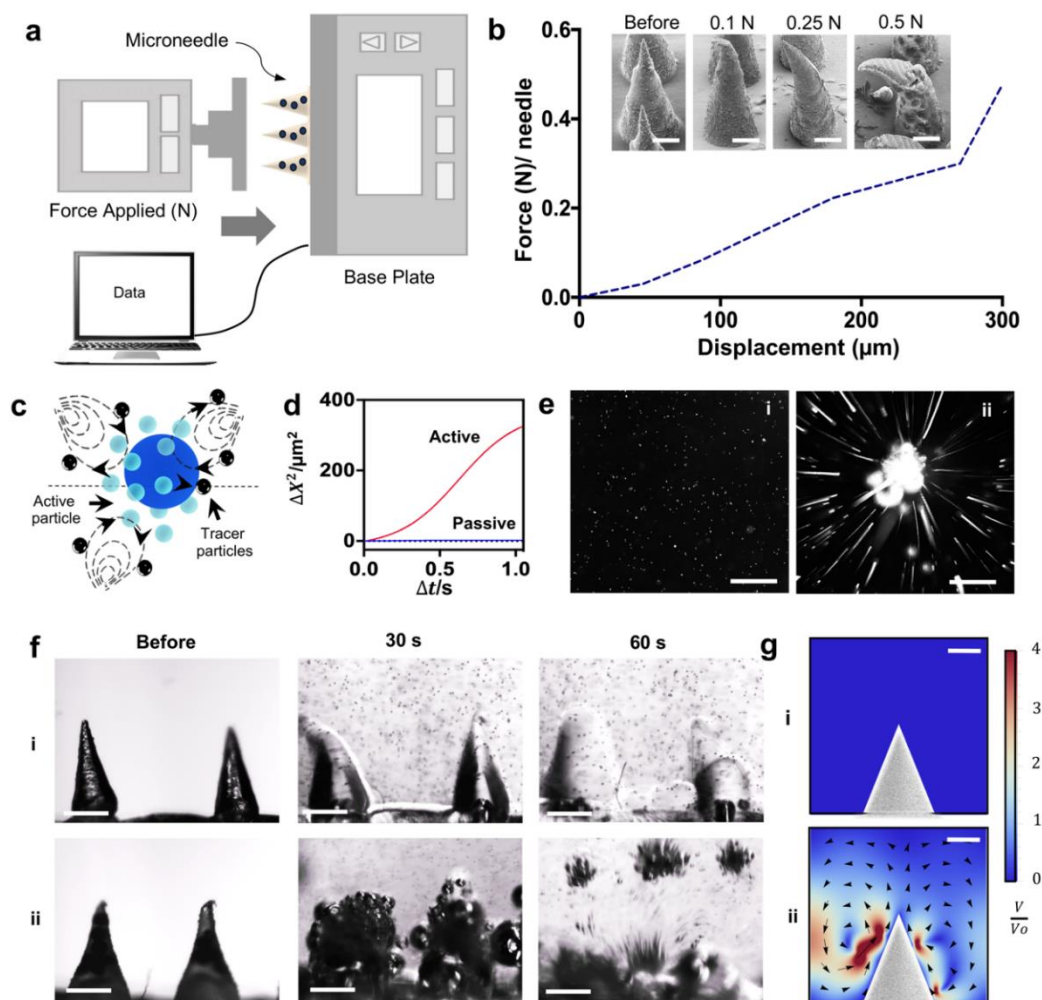 a
Microneedle
Force Applied (N)
Base Plate
Data
b
Before 0.1 N 0.25 N 0.5 N
Force (N)/ needle
0.6
0.4
0.2
0.0
0 100 200 300
Displacement (µm)
c
Active
particle
Tracer
particles
d
ΔX²/µm²
400
200
0
Active
Passive
0.0 0.5 1.0
Δt/s
e
i
ii
f
Before 30 s 60 s
i
ii
g
i
ii
4
3
2
1
0
V
Vo